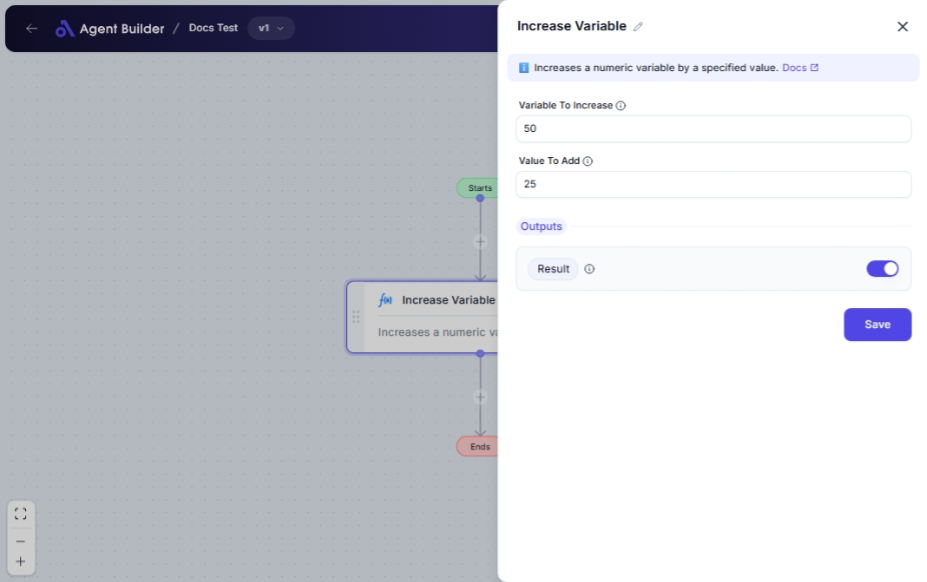 Agent Builder / Docs Test v1
Increase Variable
Increases a numeric variable by a specified value. Docs
Variable To Increase
50
Value To Add
25
Outputs
Result
Save
Starts
Increase Variable
Increases a numeric
Ends